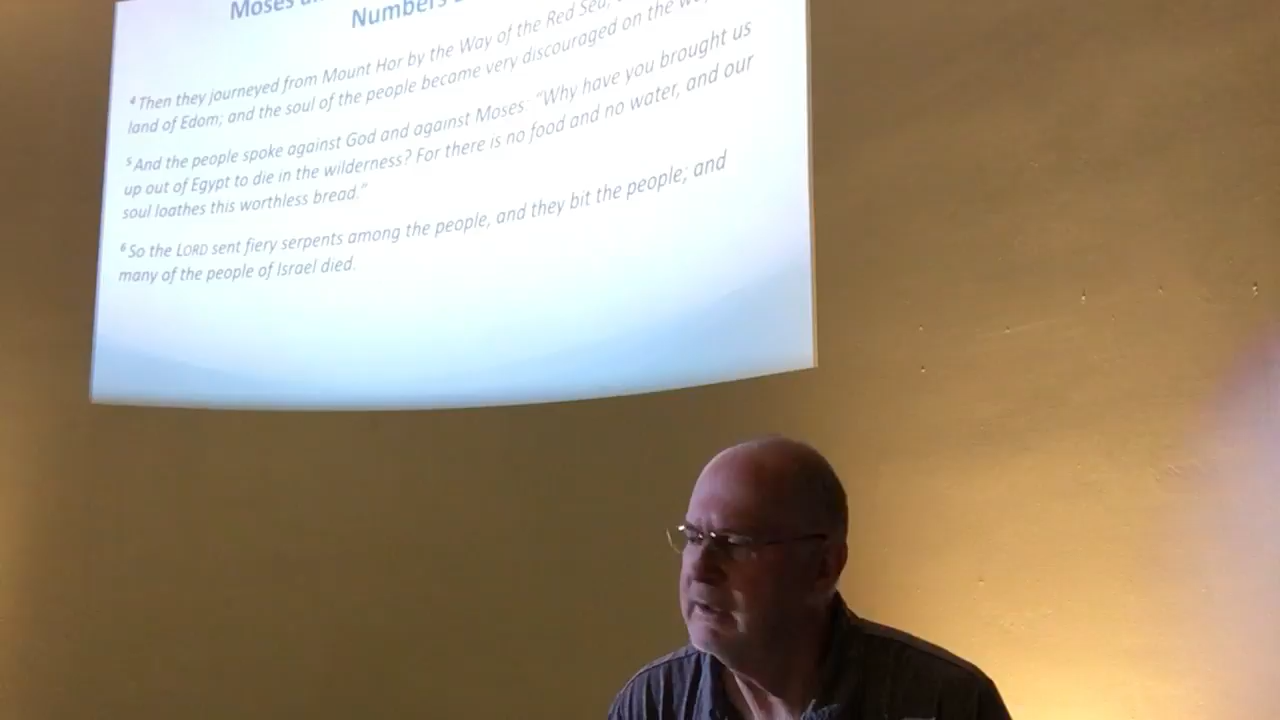 Moses
Numbers
4 Then they journeyed from Mount Hor by the Way of the Red Sea,
land of Edom; and the soul of the people became very discouraged on the
5 And the people spoke against God and against Moses: “Why have you brought us
up out of Egypt to die in the wilderness? For there is no food and no water, and our
soul loathes this worthless bread.”
6 So the LORD sent fiery serpents among the people, and they bit the people; and
many of the people of Israel died.